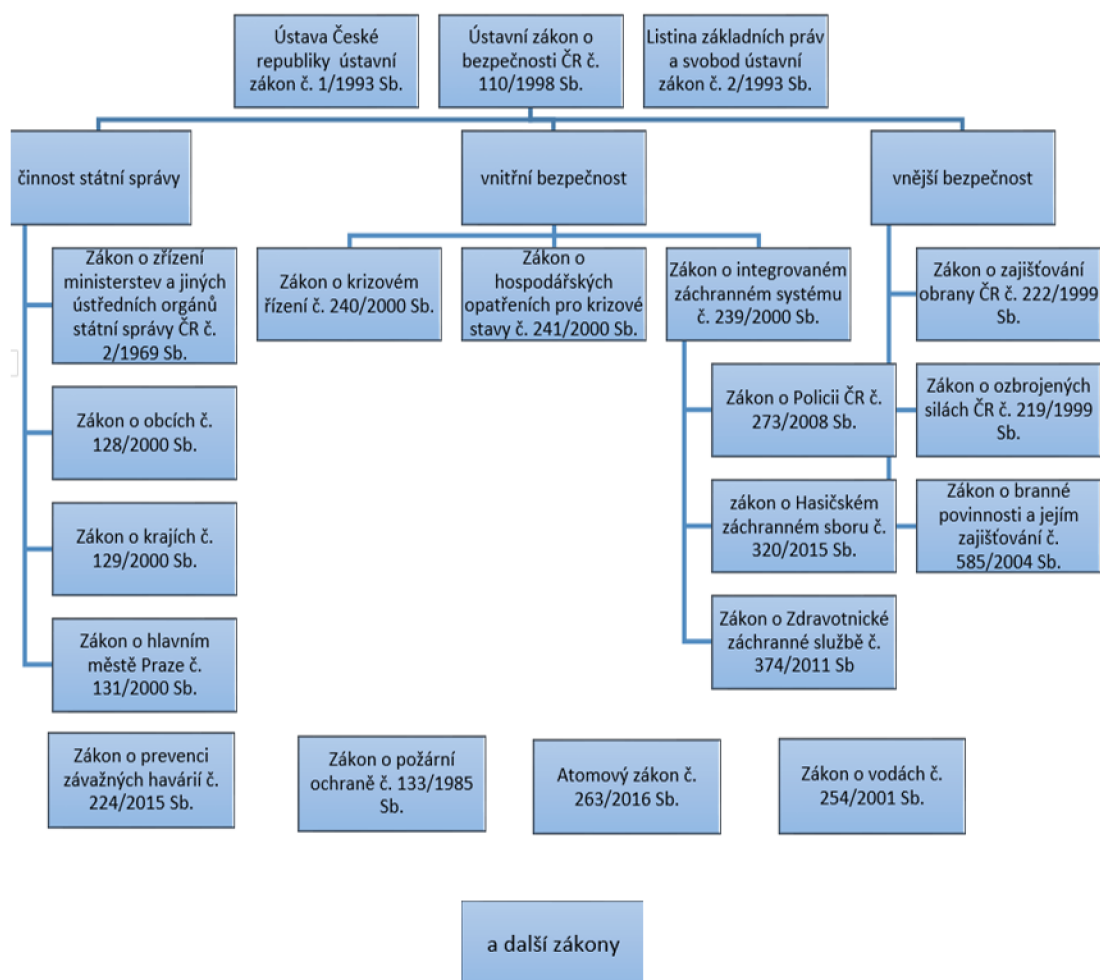 Ústava České
republiky ústavní
zákon č. 1/1993 Sb.
Ústavní zákon o
bezpečnosti ČR č.
110/1998 Sb.
Listina základních práv
a svobod ústavní
zákon č. 2/1993 Sb.
činnost státní správy
vnitřní bezpečnost
vnější bezpečnost
Zákon o zřízení
ministerstev a jiných
ústředních orgánů
státní správy ČR č.
2/1969 Sb.
Zákon o krizovém
řízení č. 240/2000 Sb.
Zákon o
hospodářských
opatřeních pro krizové
stavy č. 241/2000 Sb.
Zákon o integrovaném
záchranném systému
č. 239/2000 Sb.
Zákon o zajišťování
obrany ČR č. 222/1999
Sb.
Zákon o obcích č.
128/2000 Sb.
Zákon o Policii ČR č.
273/2008 Sb.
Zákon o ozbrojených
silách ČR č. 219/1999
Sb.
Zákon o krajích č.
129/2000 Sb.
zákon o Hasičském
záchranném sboru č.
320/2015 Sb.
Zákon o branné
povinnosti a jejím
zajišťování č.
585/2004 Sb.
Zákon o hlavním
městě Praze č.
131/2000 Sb.
Zákon o Zdravotnické
záchranné službě č.
374/2011 Sb
Zákon o prevenci
závažných havárií č.
224/2015 Sb.
Zákon o požární
ochraně č. 133/1985
Sb.
Atomový zákon č.
263/2016 Sb.
Zákon o vodách č.
254/2001 Sb.
a další zákony